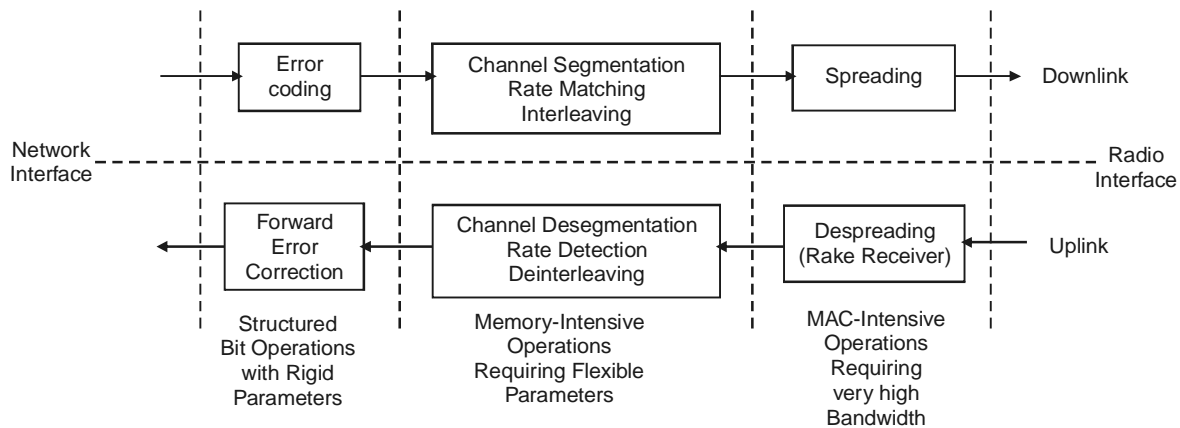 Error
coding
Channel Segmentation
Rate Matching
Interleaving
Spreading
Downlink
Network
Interface
Radio
Interface
Forward
Error
Correction
Channel Desegmentation
Rate Detection
Deinterleaving
Despreading
(Rake Receiver)
Uplink
Structured
Bit Operations
with Rigid
Parameters
Memory-Intensive
Operations
Requiring Flexible
Parameters
MAC-Intensive
Operations
Requiring
very high
Bandwidth